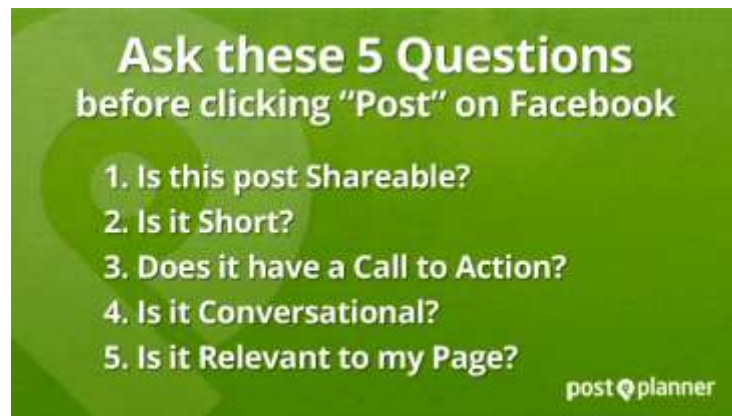 Ask these 5 Questions
before clicking “Post” on Facebook
1. Is this post Shareable?
2. Is it Short?
3. Does it have a Call to Action?
4. Is it Conversational?
5. Is it Relevant to my Page?
post planner